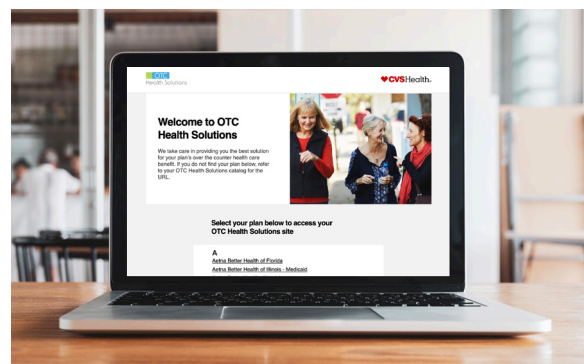 OTC
Health Solutions
CVSHealth.
Welcome to OTC
Health Solutions
We take care in providing you the best solution
for your plan's over the counter health care
benefit. If you do not find your plan below, refer
to your OTC Health Solutions catalog for the
URL.
Select your plan below to access your
OTC Health Solutions site
A
Aetna Better Health of Florida
Aetna Better Health of Illinois - Medicaid